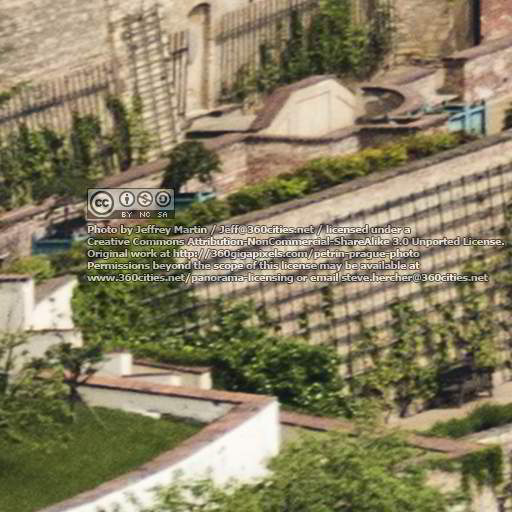 cc
BY NC SA
Photo by Jeffrey Martin / Jeff@360cities.net / licensed under a
Creative Commons Attribution-NonCommercial-ShareAlike 3.0 Unported License.
Original work at http://360gigapixels.com/petrin-prague-photo
Permissions beyond the scope of this license may be available at
www.360cities.net/panorama-licensing or email steve.hercher@360cities.net